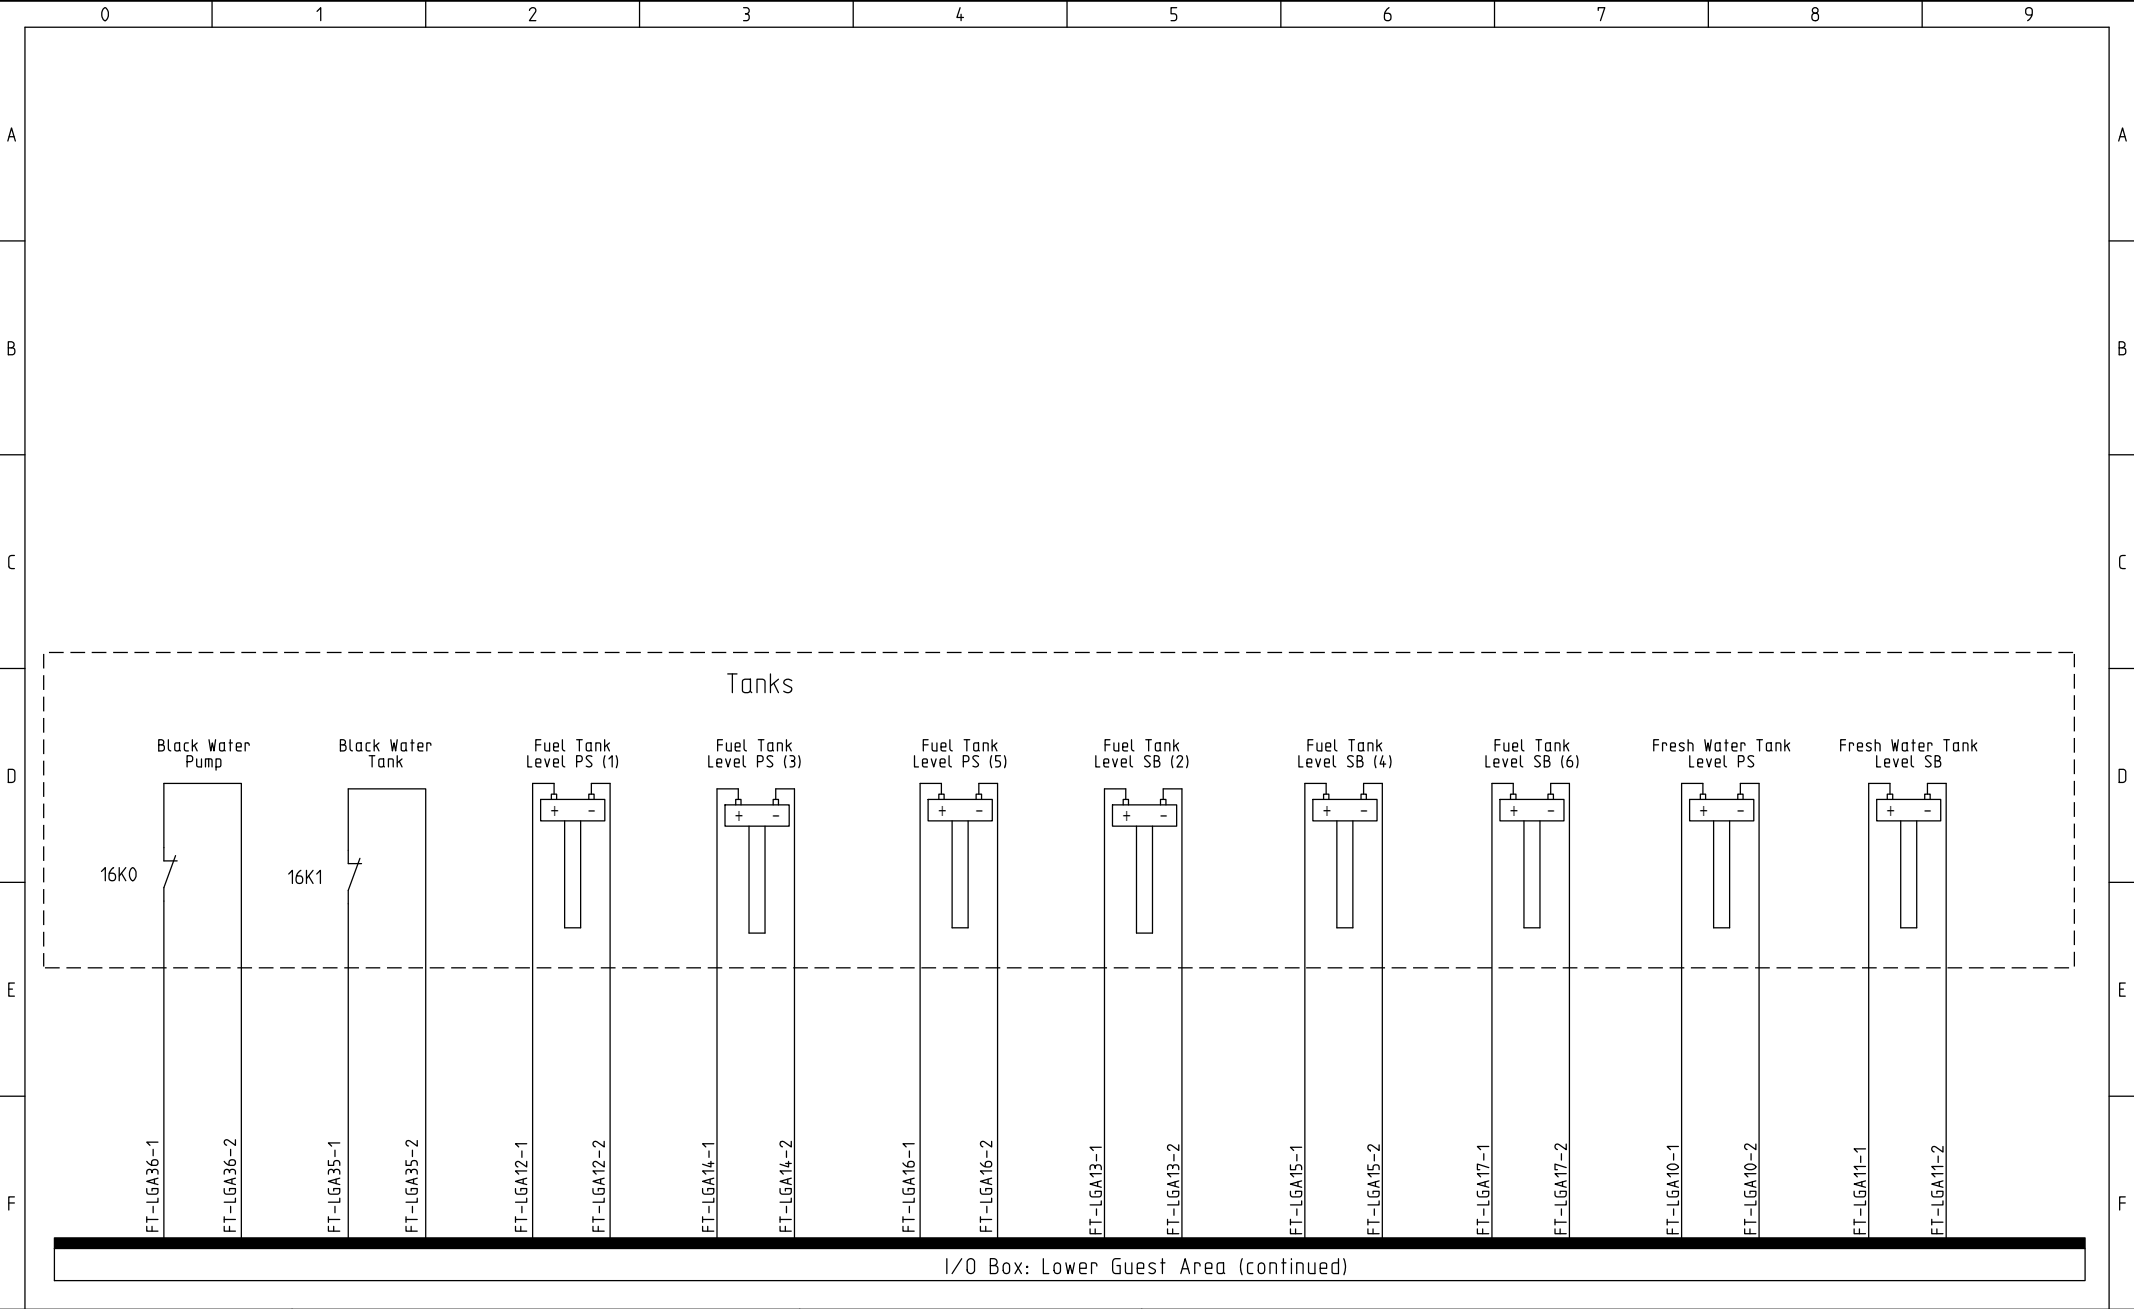 0 1 2 3 4 5 6 7 8 9
A A
B B
C C
Tanks
Black Water
Pump
Black Water
Tank
Fuel Tank
Level PS (1)
Fuel Tank
Level PS (3)
Fuel Tank
Level PS (5)
Fuel Tank
Level SB (2)
Fuel Tank
Level SB (4)
Fuel Tank
Level SB (6)
Fresh Water Tank
Level PS
Fresh Water Tank
Level SB
D D
+ - + - + - + - + - + - + - + -
16K0
16K1
E E
FT-LGA36-1
FT-LGA36-2
FT-LGA35-1
FT-LGA35-2
FT-LGA12-1
FT-LGA12-2
FT-LGA14-1
FT-LGA14-2
FT-LGA16-1
FT-LGA16-2
FT-LGA13-1
FT-LGA13-2
FT-LGA15-1
FT-LGA15-2
FT-LGA17-1
FT-LGA17-2
FT-LGA10-1
FT-LGA10-2
FT-LGA11-1
FT-LGA11-2
F F
I/O Box: Lower Guest Area (continued)